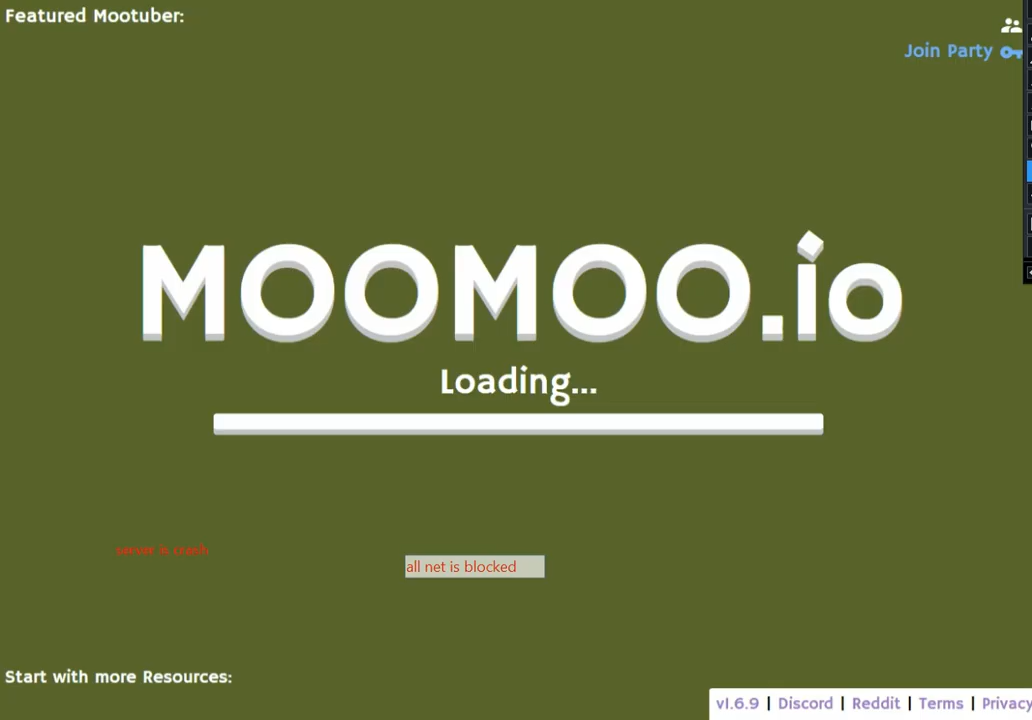 Featured Mootuber:
Join Party
MOOMOO.io
Loading...
all net is blocked
Start with more Resources:
v1.6.9 | Discord | Reddit | Terms | Privacy